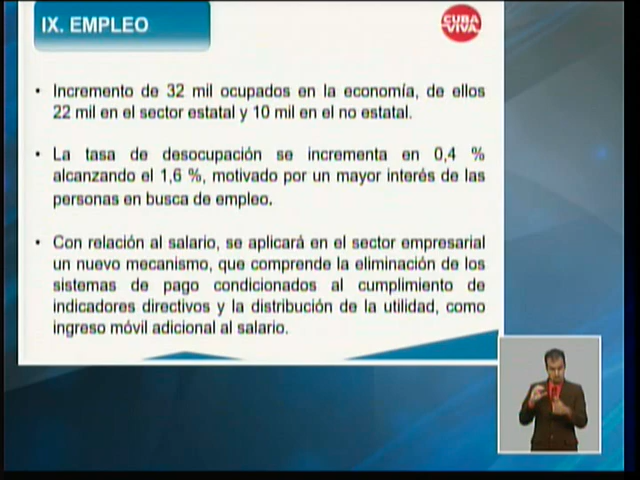 IX. EMPLEO
CUBA
VIVA
• Incremento de 32 mil ocupados en la economía, de ellos
22 mil en el sector estatal y 10 mil en el no estatal.
• La tasa de desocupación se incrementa en 0,4 %
alcanzando el 1,6 %, motivado por un mayor interés de las
personas en busca de empleo.
• Con relación al salario, se aplicará en el sector empresarial
un nuevo mecanismo, que comprende la eliminación de los
sistemas de pago condicionados al cumplimiento de
indicadores directivos y la distribución de la utilidad, como
ingreso móvil adicional al salario.